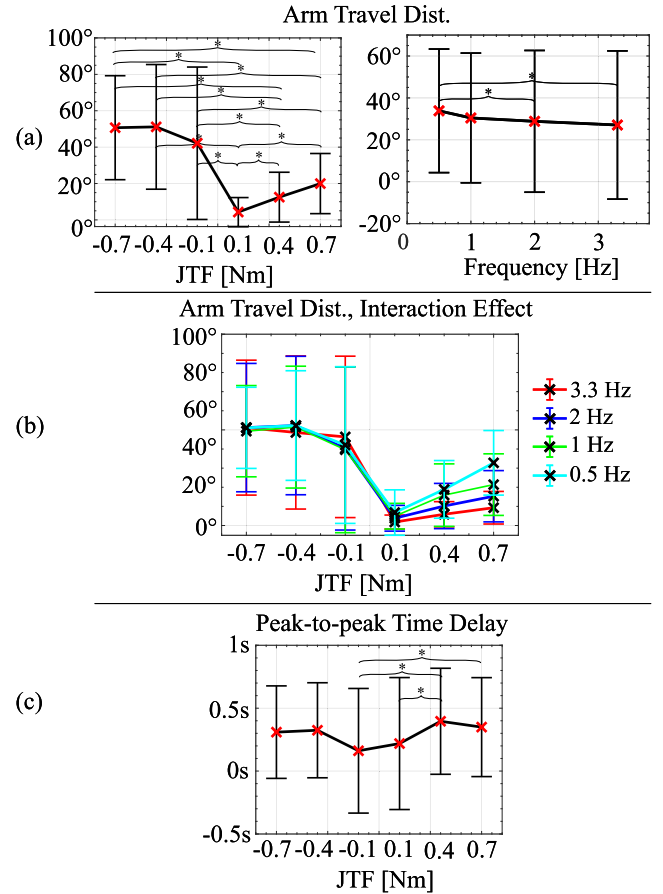 Arm Travel Dist.
(a)
100°
80°
60°
40°
20°
0°
-0.7 -0.4 -0.1 0.1 0.4 0.7
JTF [Nm]
* * * * * * * * * * *
60°
40°
20°
0°
-20°
0 1 2 3
Frequency [Hz]
* *
Arm Travel Dist., Interaction Effect
(b)
100°
80°
60°
40°
20°
0°
-0.7 -0.4 -0.1 0.1 0.4 0.7
JTF [Nm]
3.3 Hz
2 Hz
1 Hz
0.5 Hz
Peak-to-peak Time Delay
(c)
1s
0.5s
0s
-0.5s
-0.7 -0.4 -0.1 0.1 0.4 0.7
JTF [Nm]
* * *